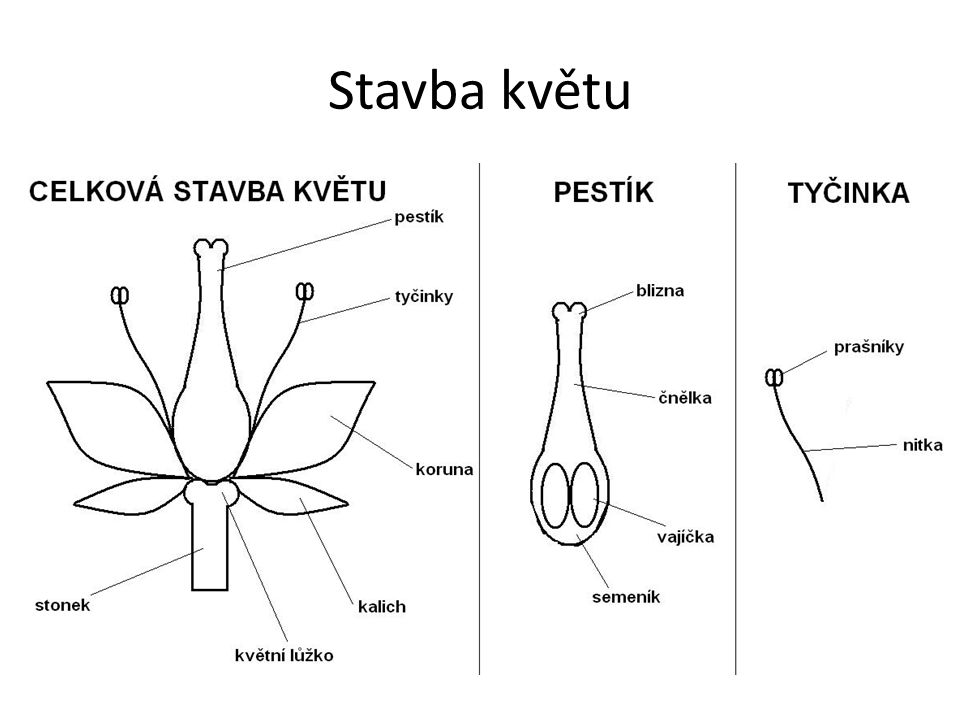 Stavba květu
CELKOVÁ STAVBA KVĚTU
pestík
tyčinky
koruna
stonek
kalich
květní lůžko
PESTÍK
blizna
čnělka
vajíčka
semeník
TYČINKA
prašníky
nitka